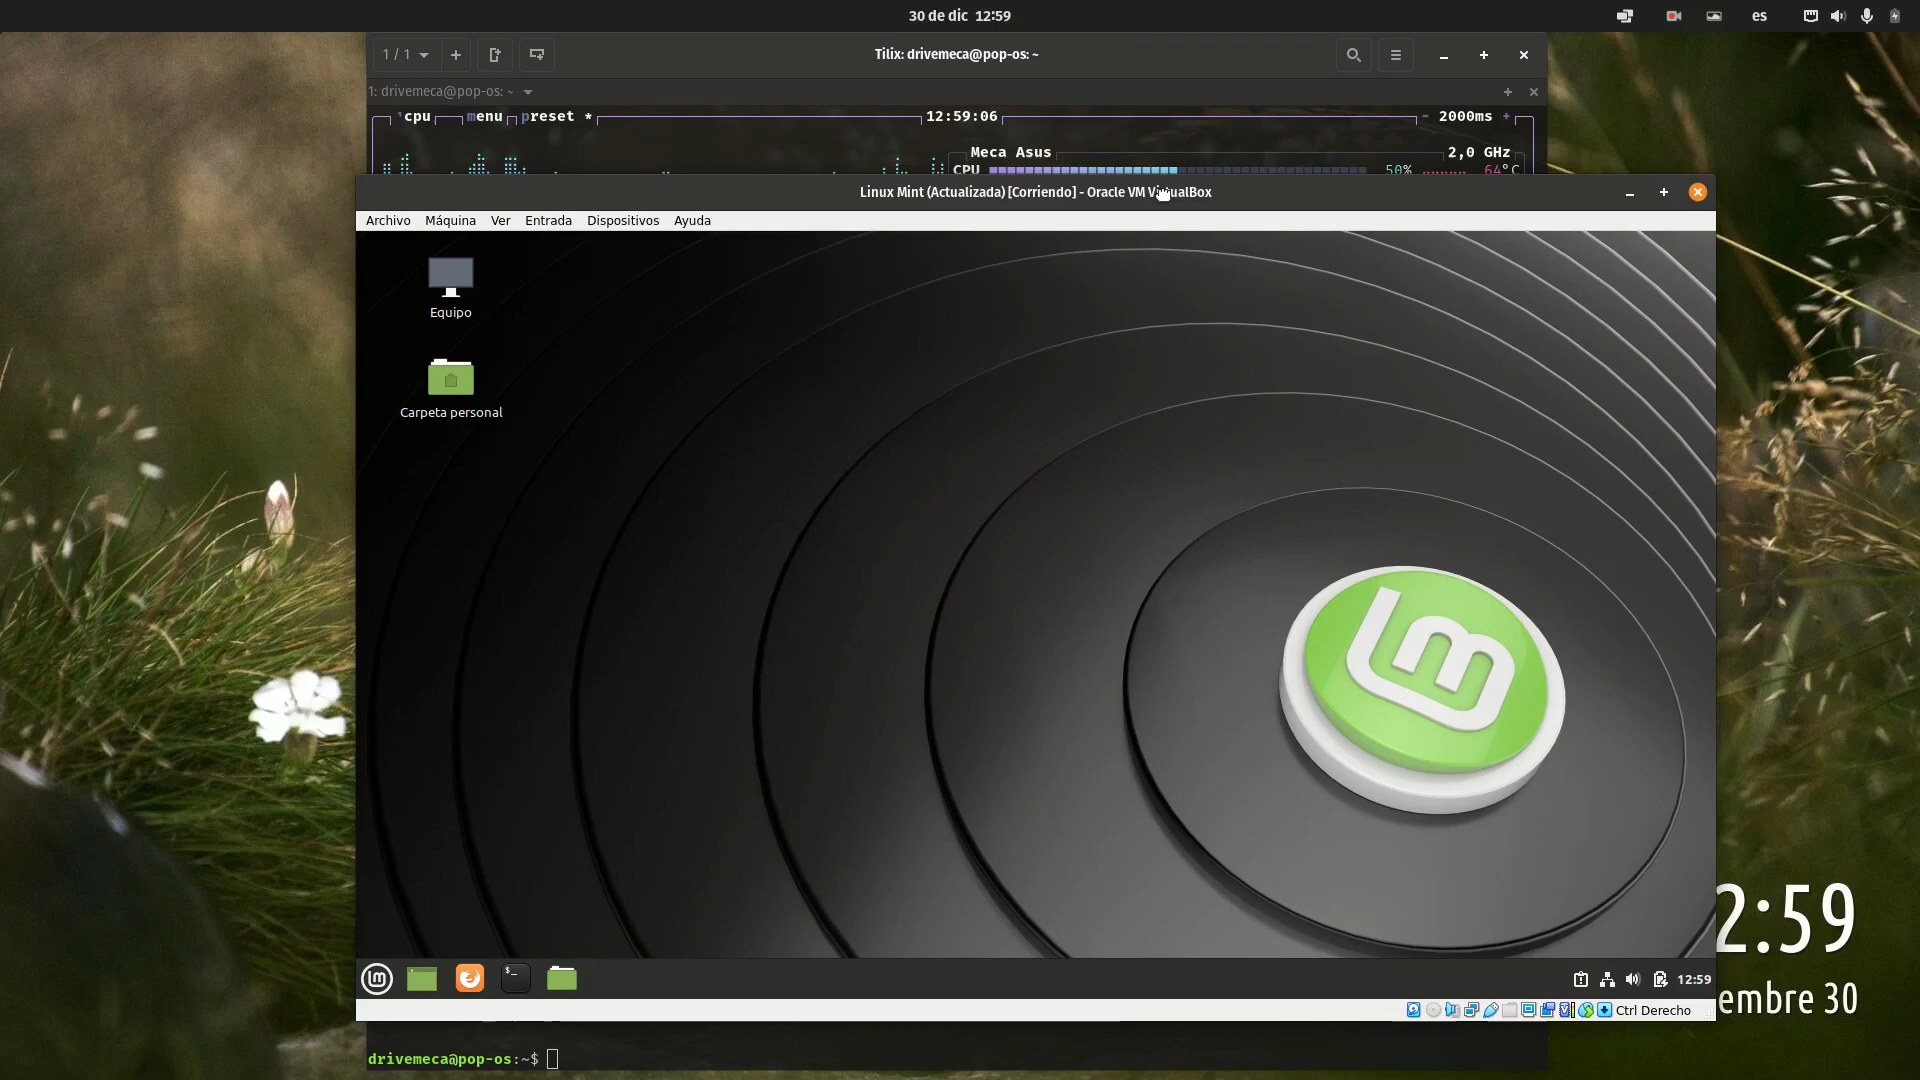 30 de dic 12:59
es
1 / 1
Tilix: drivemeca@pop-os: ~
1: drivemeca@pop-os: ~
cpu menu preset * 12:59:06 - 2000ms +
Meca Asus 2,0 GHz
CPU 50% 64°C
Linux Mint (Actualizada) [Corriendo] - Oracle VM VirtualBox
Archivo Máquina Ver Entrada Dispositivos Ayuda
Equipo
Carpeta personal
2:59
12:59
embre 30
Ctrl Derecho
drivemeca@pop-os:~$